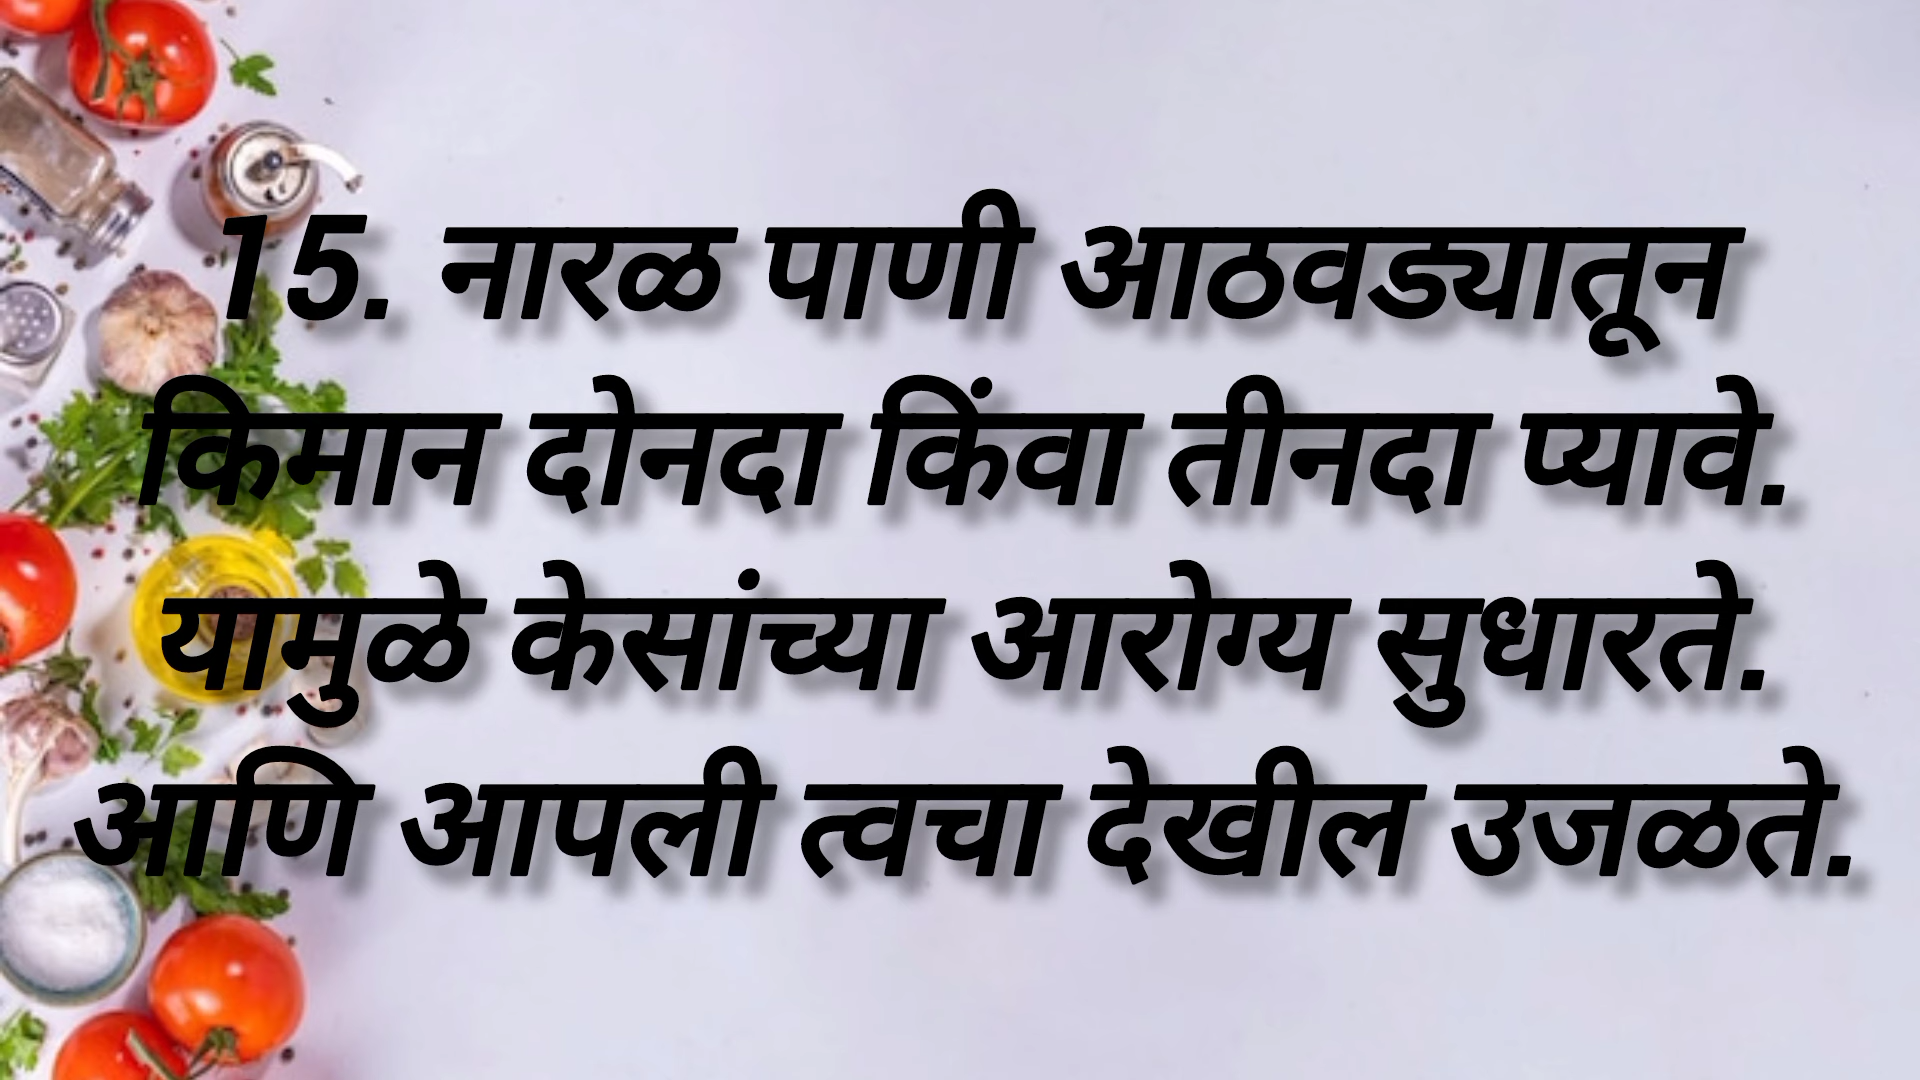 15. नारळ पाणी आठवड्यातून
किमान दोनदा किंवा तीनदा प्यावे.
यामुळे केसांच्या आरोग्य सुधारते.
आणि आपली त्वचा देखील उजळते.